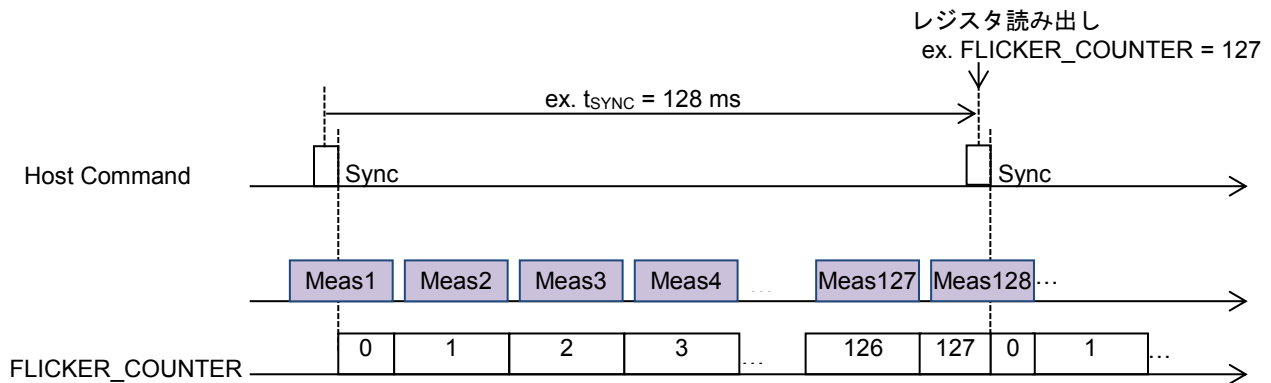 レジスタ読み出し
ex. FLICKER_COUNTER = 127
ex. tSYNC = 128 ms
Host Command
Sync
Sync
Meas1 Meas2 Meas3 Meas4 ... Meas127 Meas128 ...
FLICKER_COUNTER 0 1 2 3 ... 126 127 0 1 ...